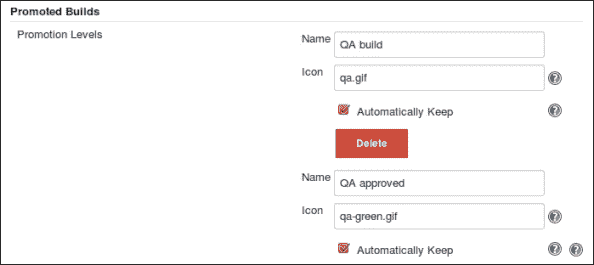 Promoted Builds
Promotion Levels
Name
QA build
Icon
qa.gif
?
Automatically Keep
?
Delete
Name
QA approved
Icon
qa-green.gif
?
Automatically Keep
? ?